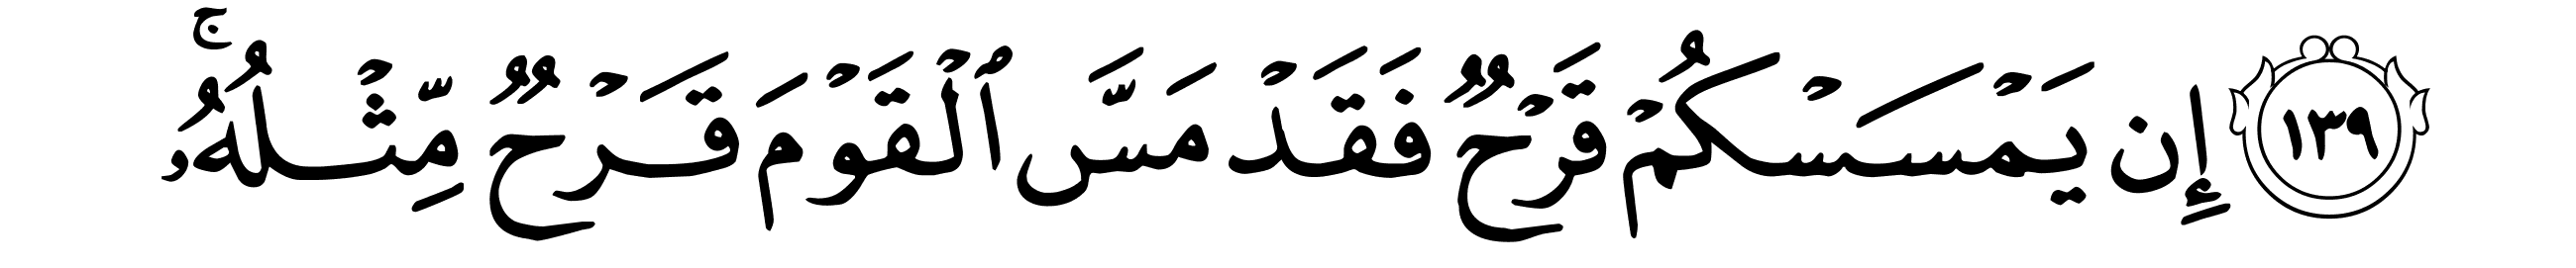 ١٣٩ إِن يَمْسَسْكُمْ قَرْحٌ فَقَدْ مَسَّ ٱلْقَوْمَ قَرْحٌ مِّثْلُهُۥ ۚ